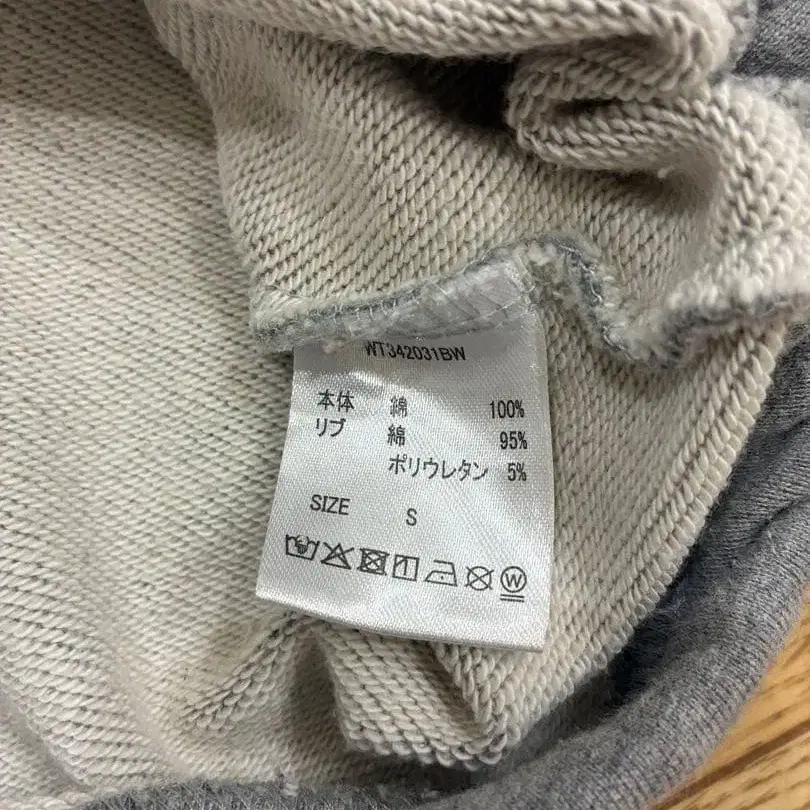 WT342031BW
本体 綿 100%
リブ 綿 95%
ポリウレタン 5%
SIZE S
W